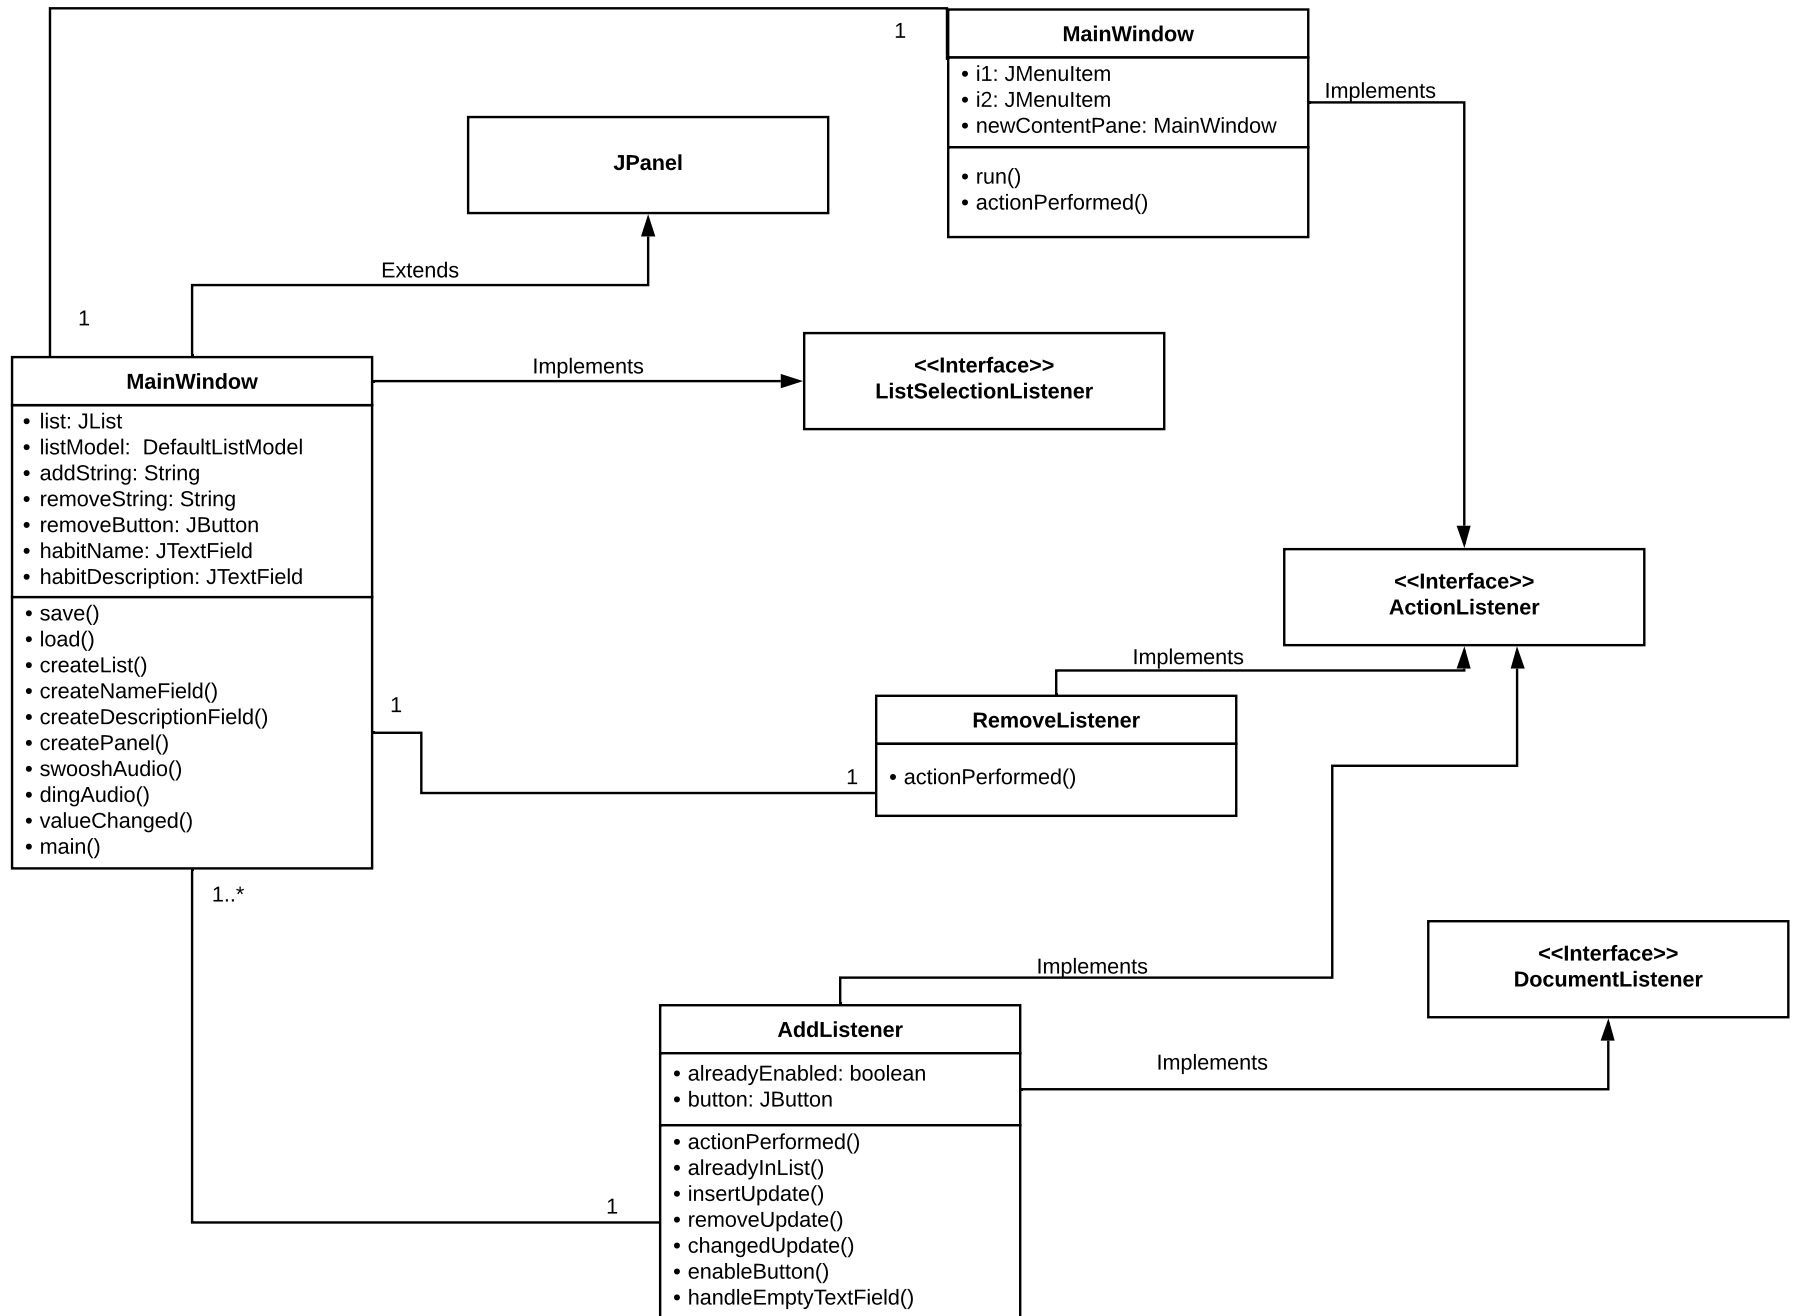 1
MainWindow
• i1: JMenuItem
• i2: JMenuItem
• newContentPane: MainWindow
• run()
• actionPerformed()
Implements
JPanel
Extends
1
MainWindow
• list: JList
• listModel:  DefaultListModel
• addString: String
• removeString: String
• removeButton: JButton
• habitName: JTextField
• habitDescription: JTextField
• save()
• load()
• createList()
• createNameField()
• createDescriptionField()
• createPanel()
• swooshAudio()
• dingAudio()
• valueChanged()
• main()
Implements
<<Interface>>
ListSelectionListener
<<Interface>>
ActionListener
Implements
1
1
RemoveListener
• actionPerformed()
1..*
Implements
<<Interface>>
DocumentListener
Implements
1
AddListener
• alreadyEnabled: boolean
• button: JButton
• actionPerformed()
• alreadyInList()
• insertUpdate()
• removeUpdate()
• changedUpdate()
• enableButton()
• handleEmptyTextField()